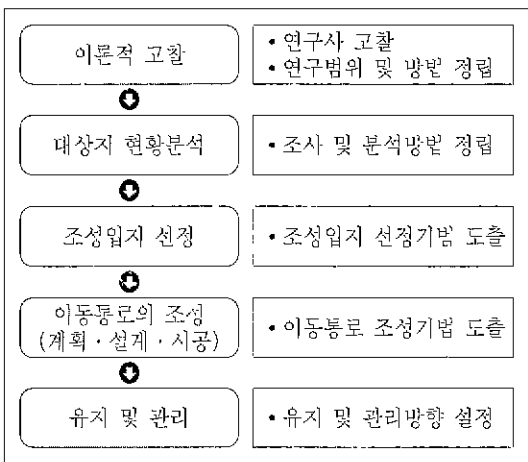 이론적 고찰
• 연구사 고찰
• 연구범위 및 방법 정립
대상지 현황분석
• 조사 및 분석방법 정립
조성입지 선정
• 조성입지 선정기법 도출
이동통로의 조성
(계획 · 설계 · 시공)
• 이동통로 조성기법 도출
유지 및 관리
• 유지 및 관리방향 설정